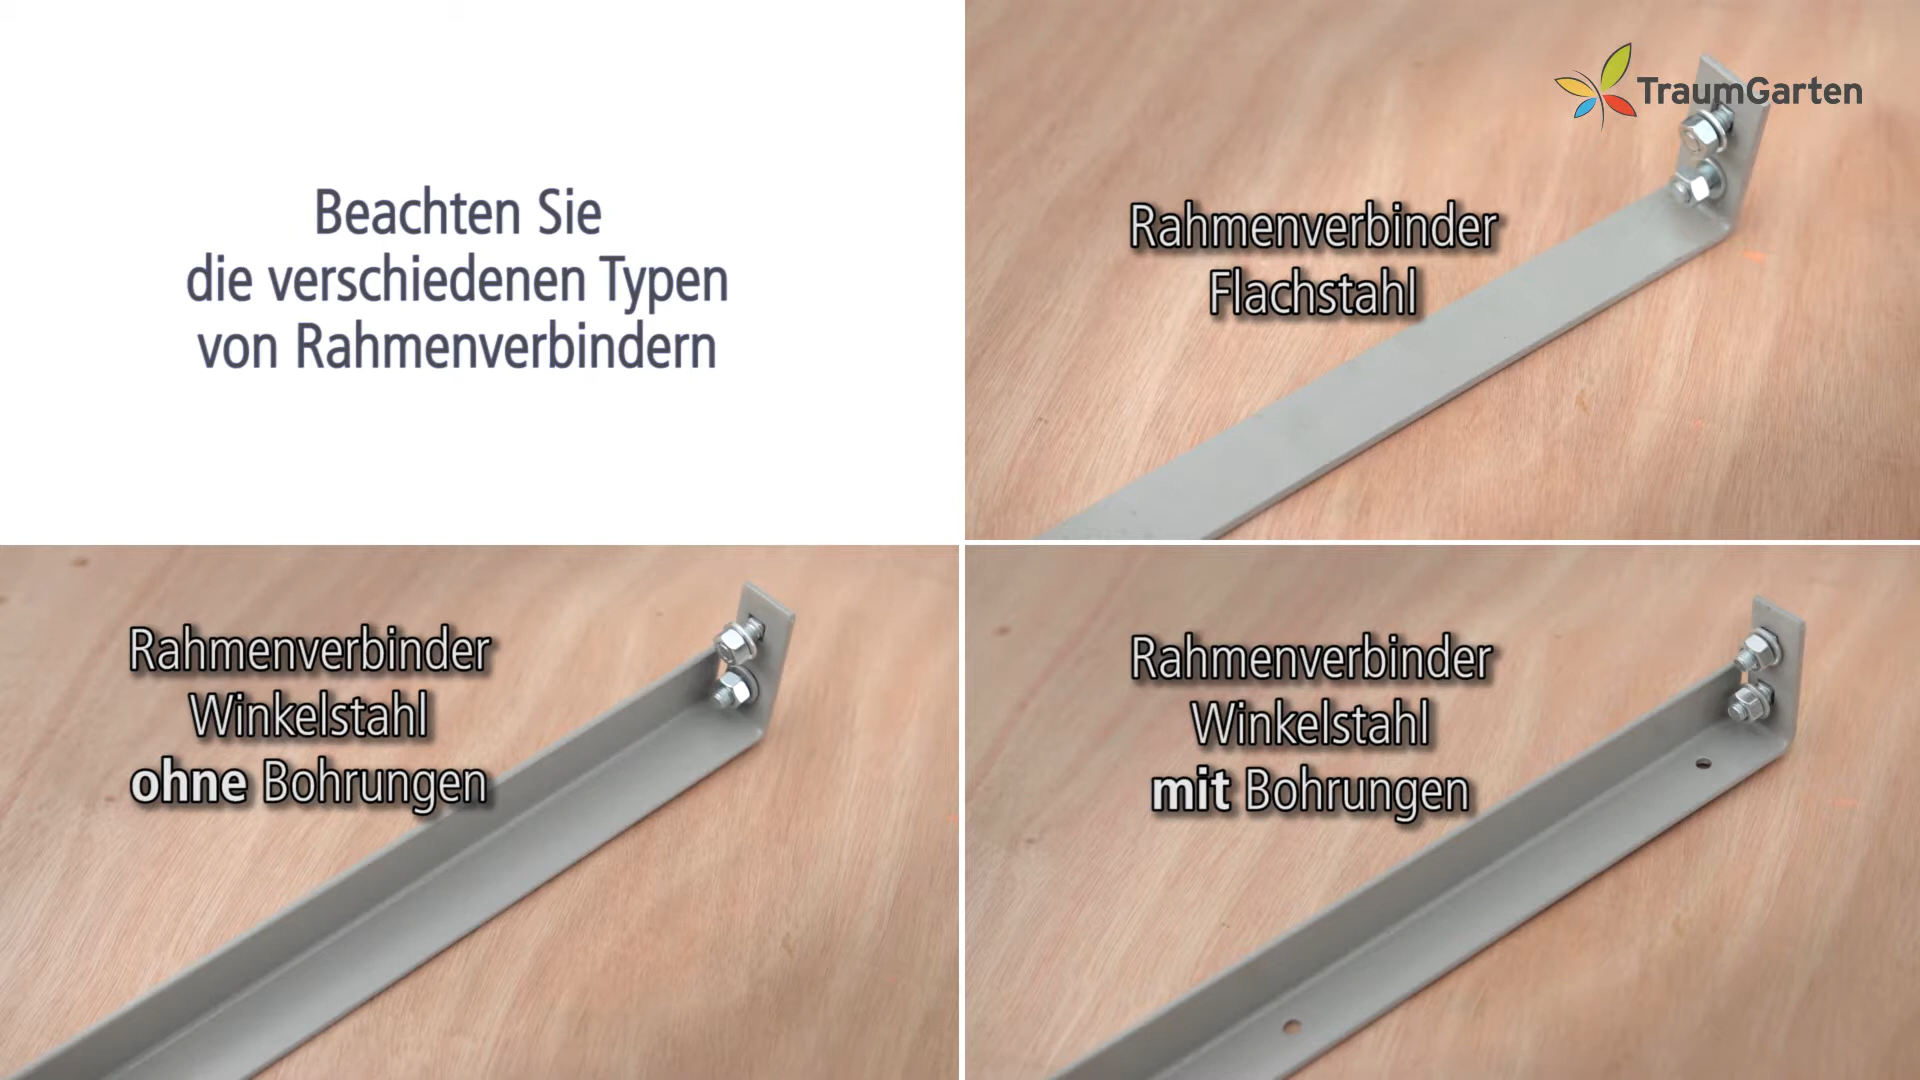 Beachten Sie
die verschiedenen Typen
von Rahmenverbindern
TraumGarten
Rahmenverbinder
Flachstahl
Rahmenverbinder
Winkelstahl
ohne Bohrungen
Rahmenverbinder
Winkelstahl
mit Bohrungen